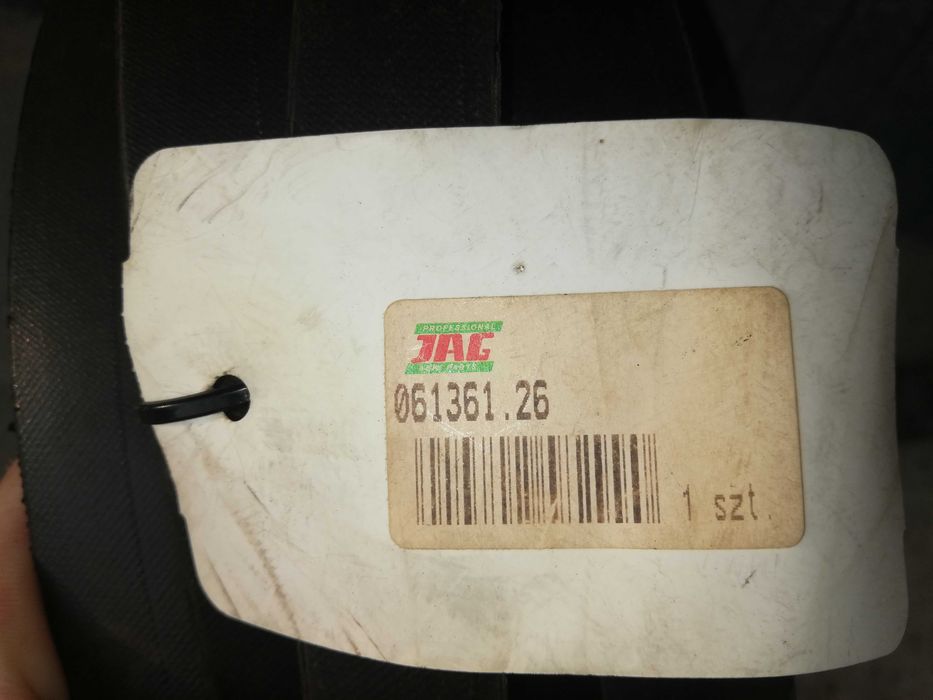 PROFESSIONAL
JAG
061361.26
1 szt.